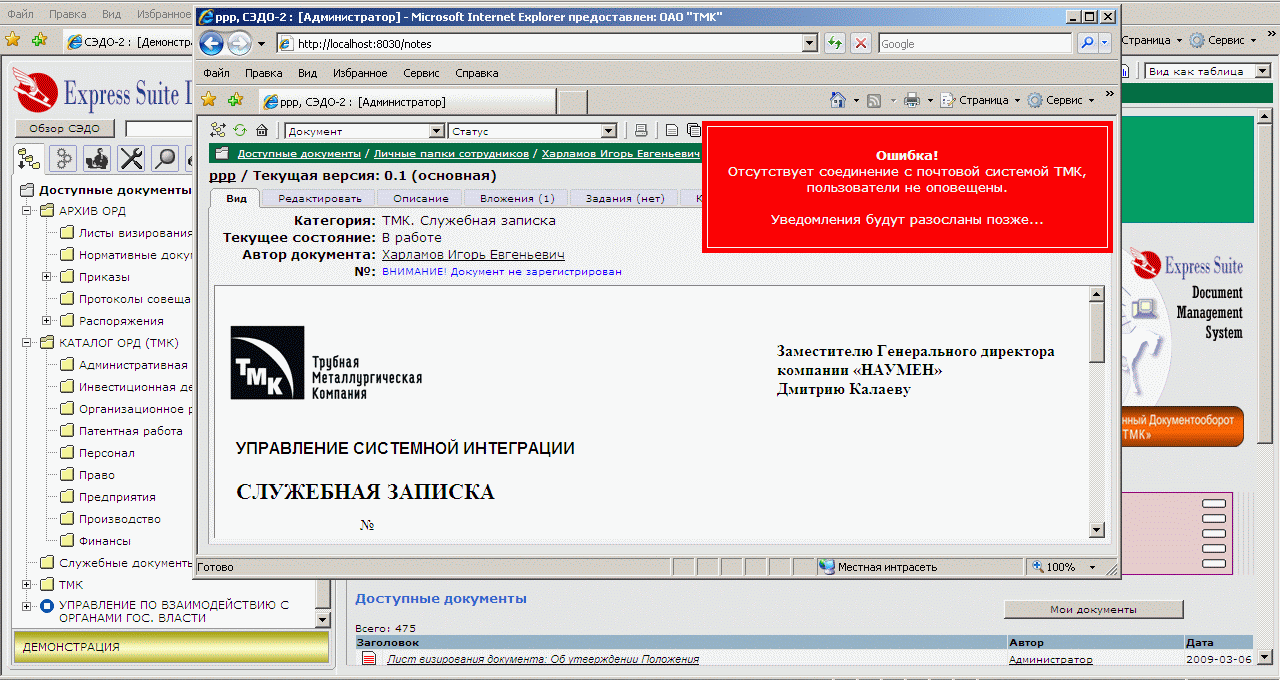 Файл Правка Вид Избранное
СЭДО-2 : [Демонстра
Express Suite
Обзор СЭДО
Доступные документы
АРХИВ ОРД
Листы визирования
Нормативные доку
Приказы
Протоколы совеща
Распоряжения
КАТАЛОГ ОРД (ТМК)
Административная
Инвестиционная де
Организационное
Патентная работа
Персонал
Право
Предприятия
Производство
Финансы
Служебные документы
ТМК
УПРАВЛЕНИЕ ПО ВЗАИМОДЕЙСТВИЮ С
ОРГАНАМИ ГОС. ВЛАСТИ
ДЕМОНСТРАЦИЯ
ppp, СЭДО-2 : [Администратор] - Microsoft Internet Explorer предоставлен: ОАО "ТМК"
http://localhost:8030/notes
Google
Файл Правка Вид Избранное Сервис Справка
ppp, СЭДО-2 : [Администратор]
Страница Сервис »
Документ Статус
Доступные документы / Личные папки сотрудников / Харламов Игорь Евгеньевич
ppp / Текущая версия: 0.1 (основная)
Вид Редактировать Описание Вложения (1) Задания (нет)
Категория: ТМК. Служебная записка
Текущее состояние: В работе
Автор документа: Харламов Игорь Евгеньевич
№: ВНИМАНИЕ! Документ не зарегистрирован
Ошибка!
Отсутствует соединение с почтовой системой ТМК,
пользователи не оповещены.
Уведомления будут разосланы позже...
ТМК
Трубная
Металлургическая
Компания
Заместителю Генерального директора
компании «НАУМЕН»
Дмитрию Калаеву
УПРАВЛЕНИЕ СИСТЕМНОЙ ИНТЕГРАЦИИ
СЛУЖЕБНАЯ ЗАПИСКА
№
Готово Местная интрасеть 100%
Страница Сервис »
Вид как таблица
Express Suite
Document
Management
System
нный Документооборот
ТМК»
Доступные документы
Мои документы
Всего: 475
Заголовок Автор Дата
Лист визирования документа: Об утверждении Положения Администратор 2009-03-06